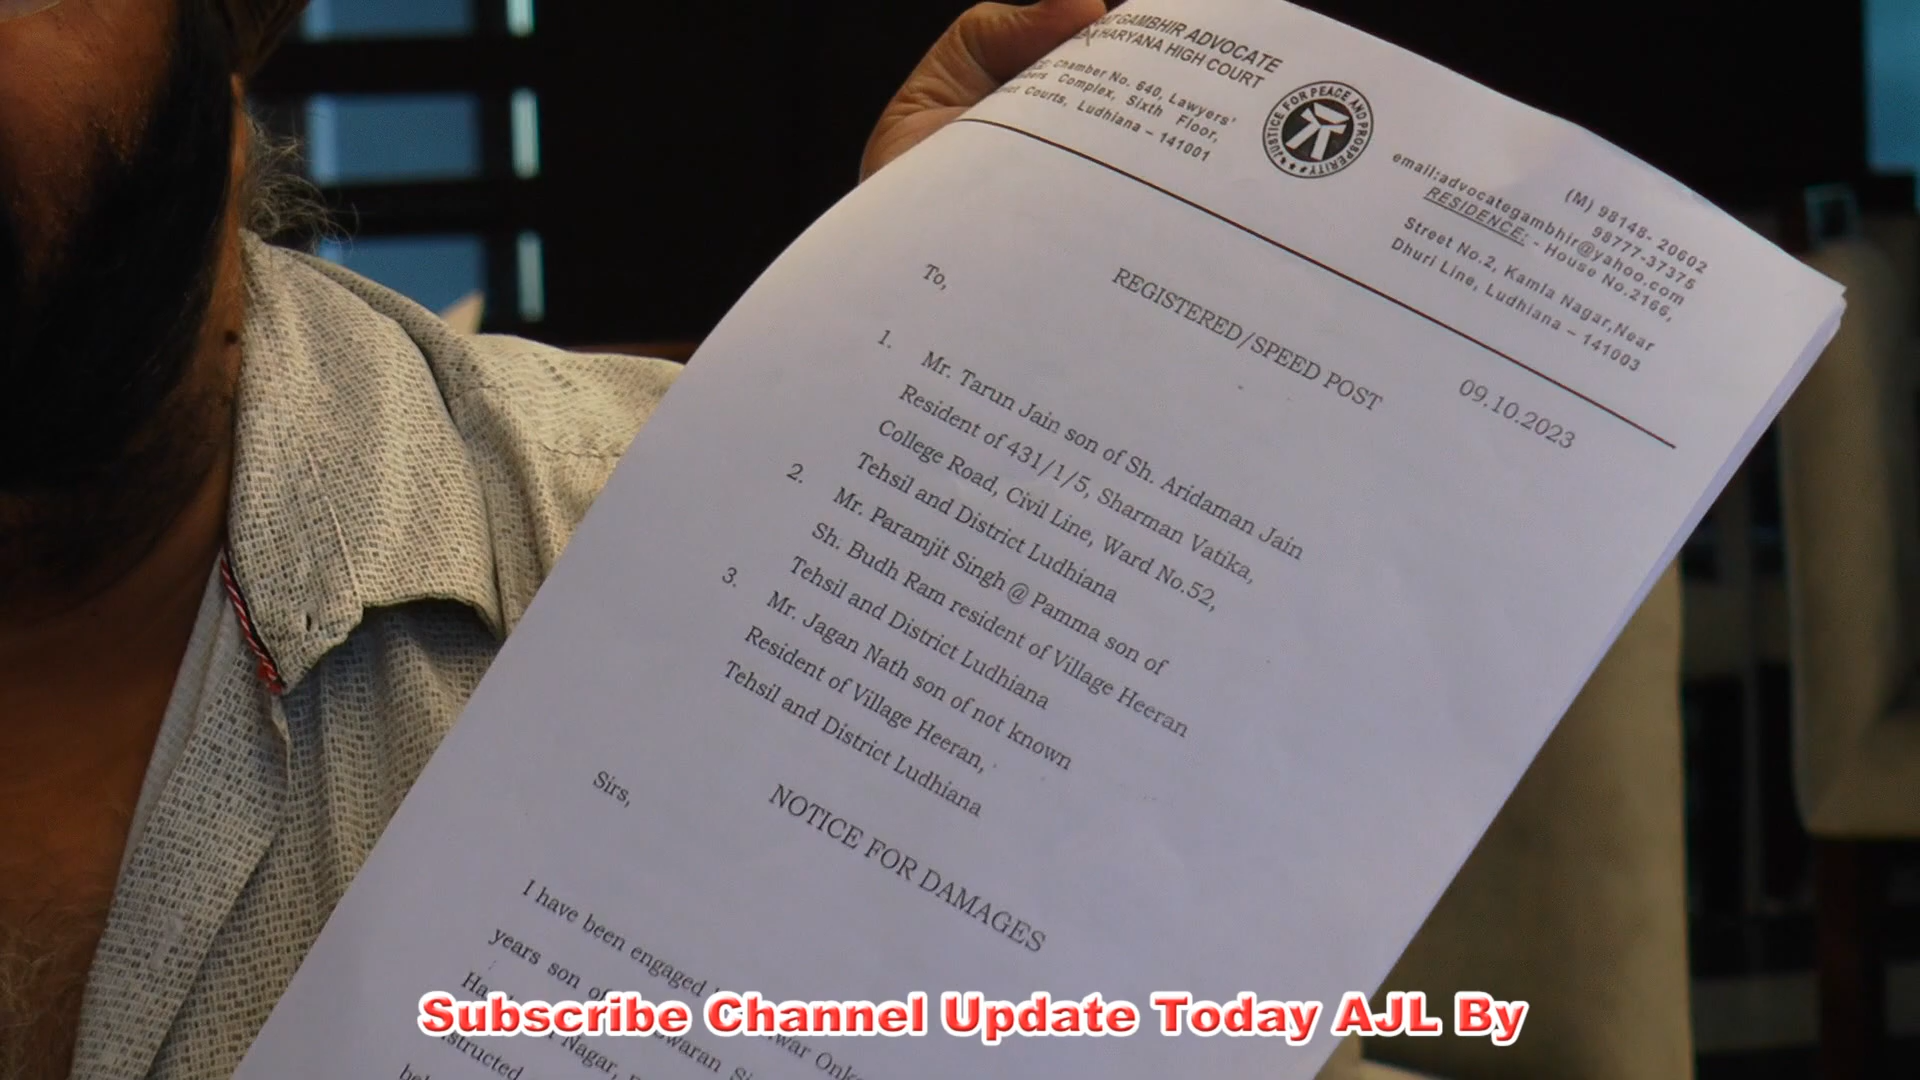 GAMBHIR ADVOCATE
HARYANA HIGH COURT
Chamber No. 640, Lawyers'
Complex, Sixth Floor,
Courts, Ludhiana – 141001
JUSTICE FOR PEACE AND PROSPERITY
(M) 98148- 20602
98777-37375
email:advocategambhir@yahoo.com
RESIDENCE: - House No.2166,
Street No.2, Kamla Nagar,Near
Dhuri Line, Ludhiana – 141003
09.10.2023
REGISTERED/SPEED POST
To,
1. Mr. Tarun Jain son of Sh. Aridaman Jain
Resident of 431/1/5, Sharman Vatika,
College Road, Civil Line, Ward No.52,
Tehsil and District Ludhiana
2. Mr. Paramjit Singh @ Pamma son of
Sh. Budh Ram resident of Village Heeran
Tehsil and District Ludhiana
3. Mr. Jagan Nath son of not known
Resident of Village Heeran,
Tehsil and District Ludhiana
NOTICE FOR DAMAGES
Sirs,
I have been engaged
years son of
Nagar,
Subscribe Channel Update Today AJL By